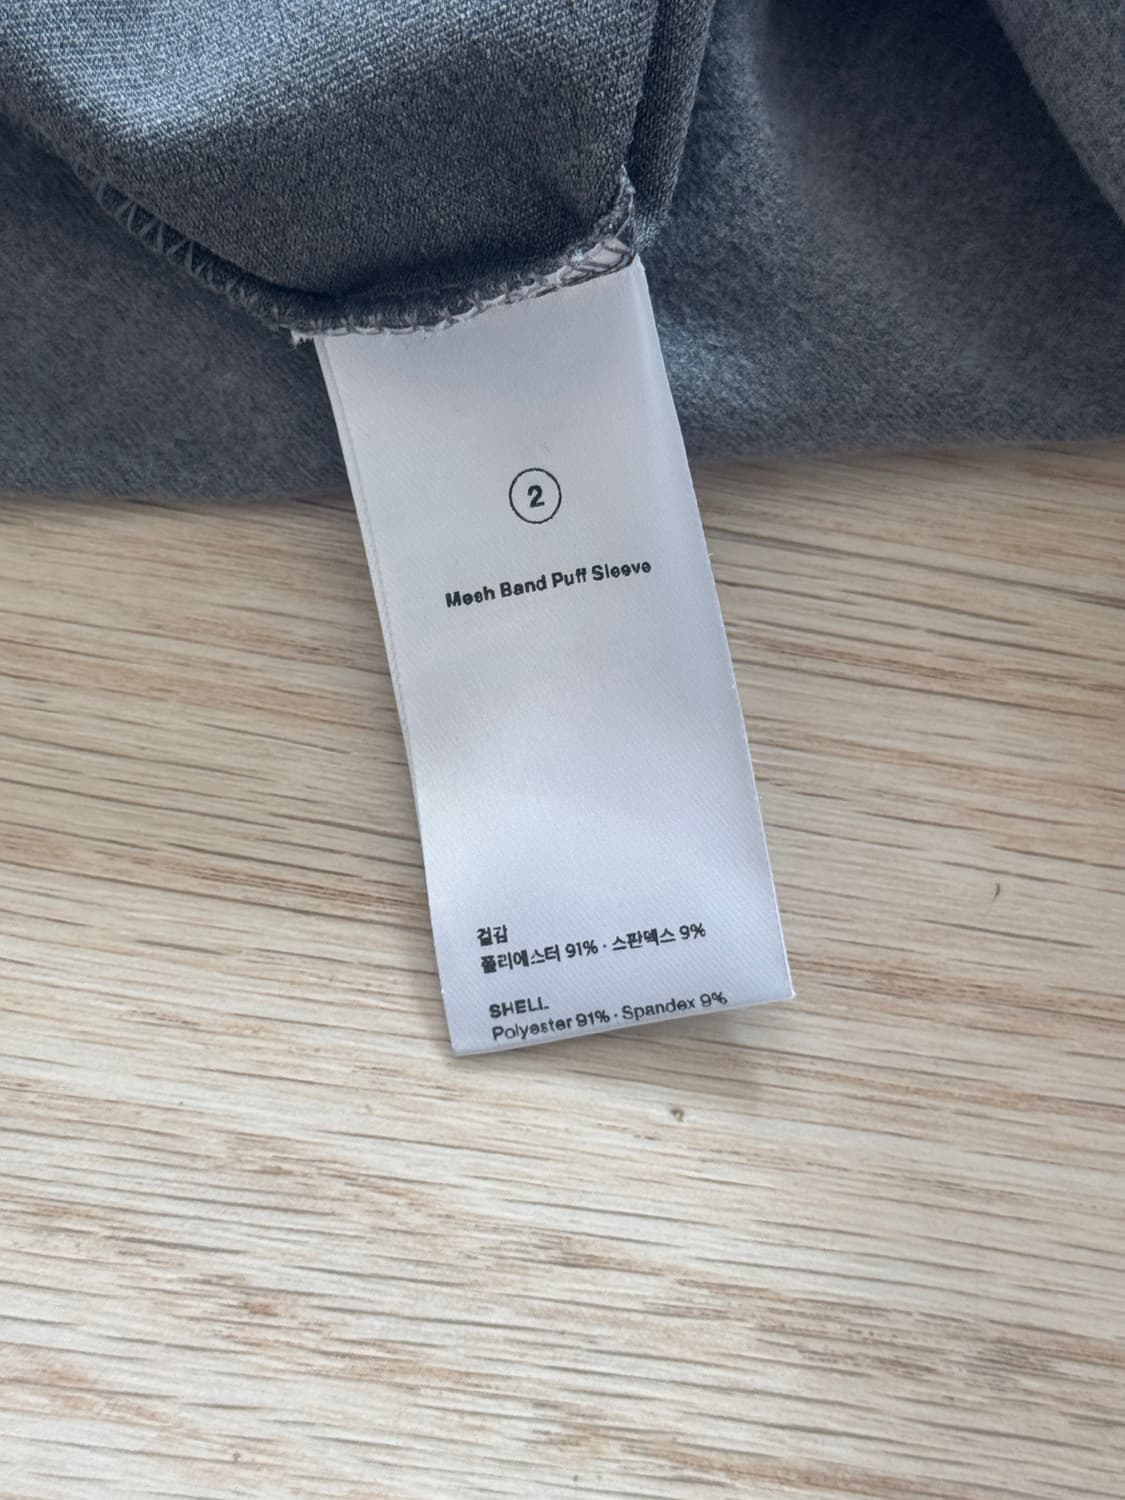 2
Mesh Band Puff Sleeve
겉감
폴리에스터 91% · 스판덱스 9%
SHELL
Polyester 91% · Spandex 9%